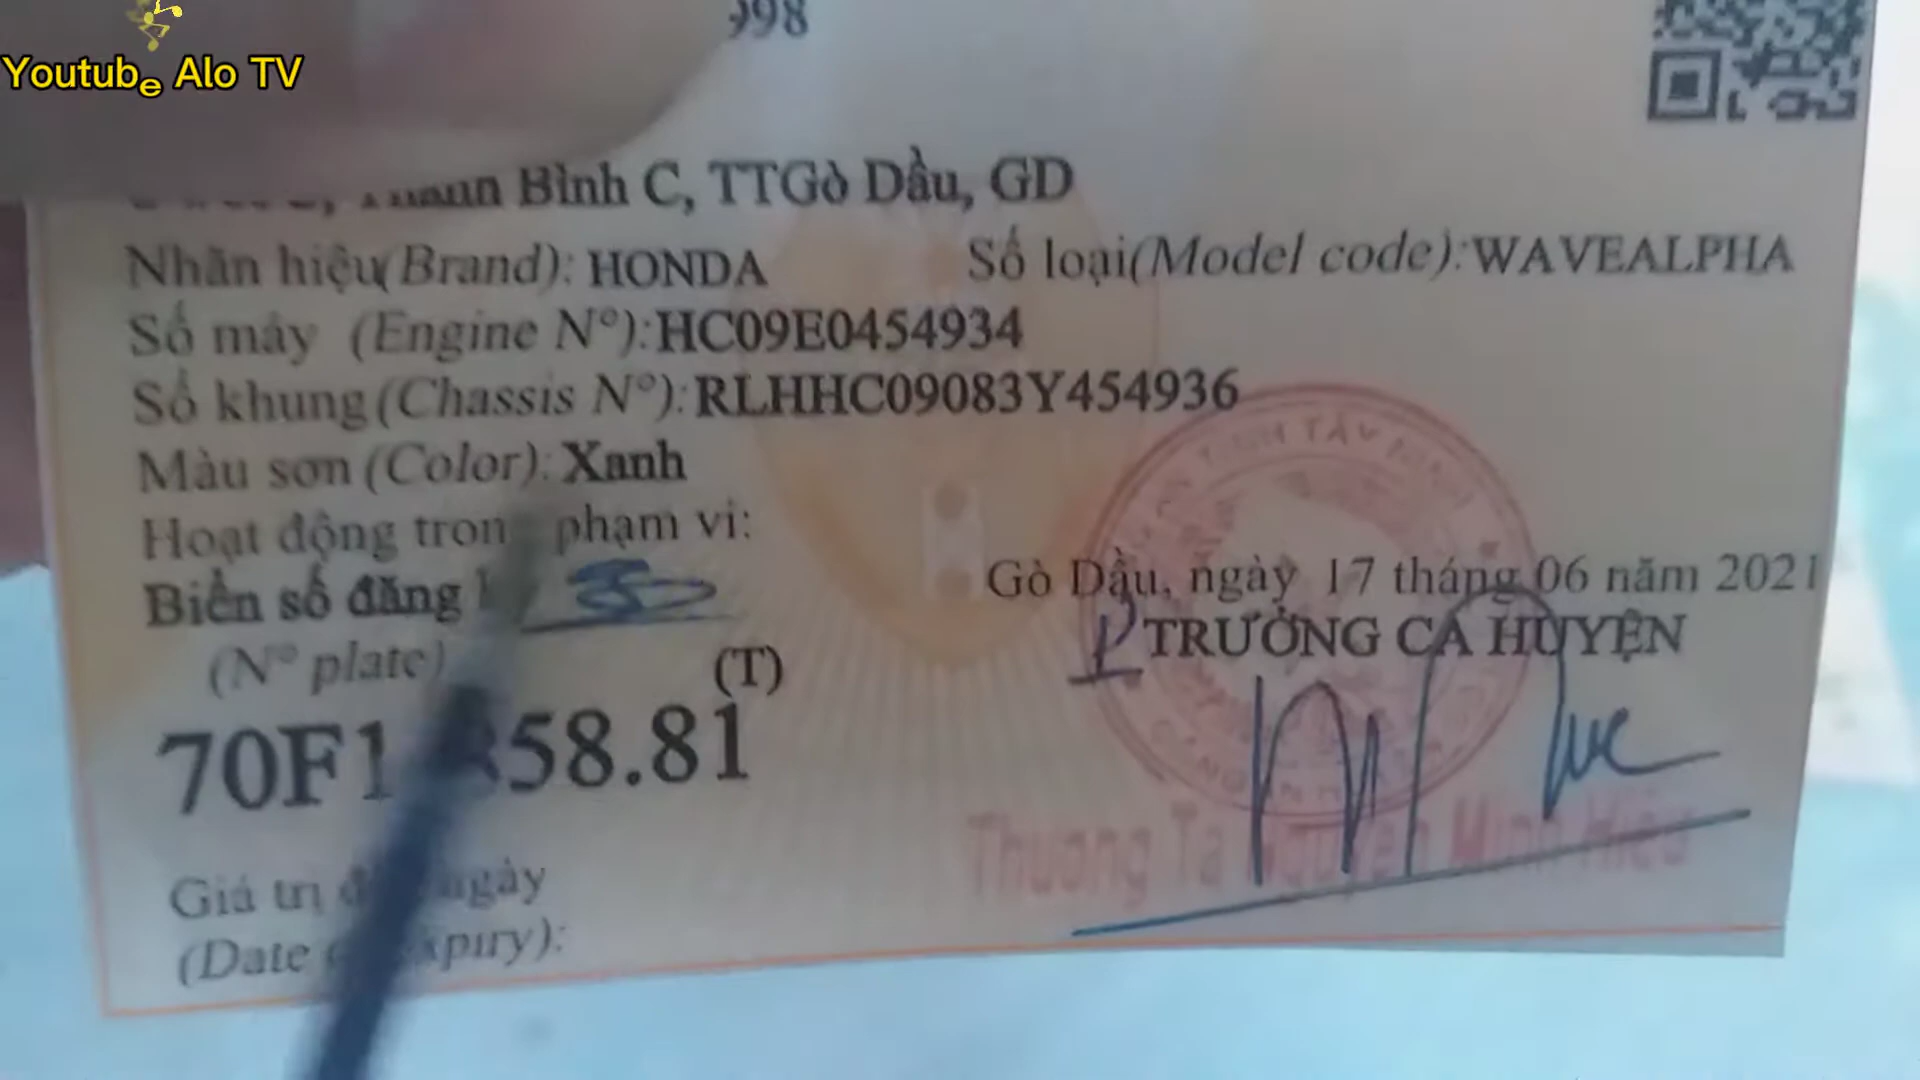 Youtube Alo TV
998
Bình C, TTGò Dầu, GD
Nhãn hiệu(Brand): HONDA Số loại(Model code):WAVEALPHA
Số máy (Engine N°):HC09E0454934
Số khung(Chassis N°):RLHHC09083Y454936
Màu sơn(Color): Xanh
Hoạt động trong phạm vi:
Biển số đăng
Gò Dầu, ngày 17 tháng 06 năm 2021
(N° plate) (T)
TRƯỞNG CA HUYỆN
70F1 58.81
Thượng Tá Nguyễn Minh
Giá trị ngày
(Date expiry):